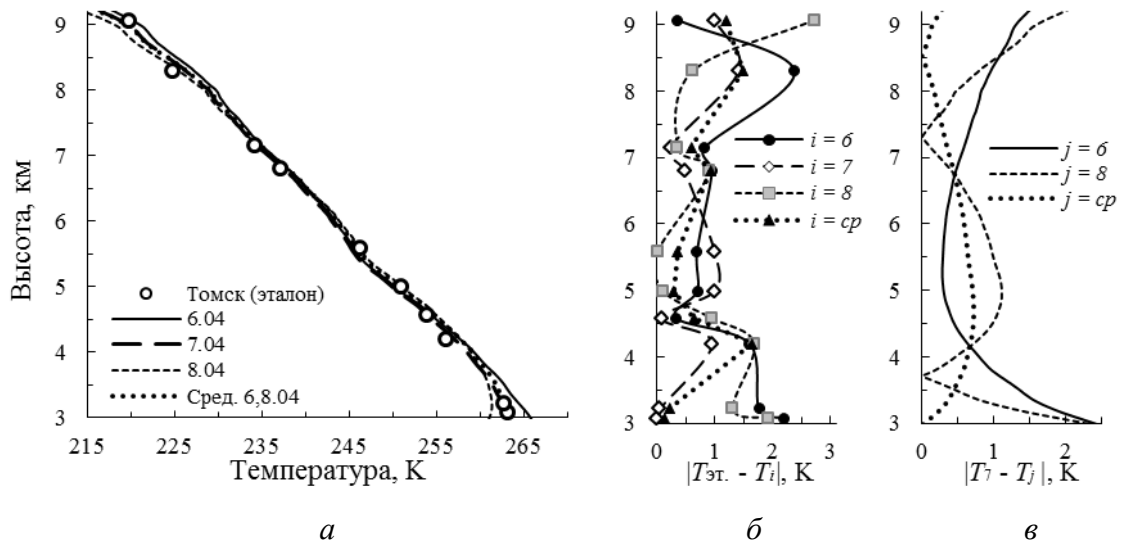 9
8
7
6
5
4
3
Высота, км
Томск (эталон)
6.04
7.04
8.04
Сред. 6,8.04
215 225 235 245 255 265
Температура, К
а
9
8
7
6
5
4
3
i = 6
i = 7
i = 8
i = ср
0 1 2 3
|Tэт. - Ti|, К
б
9
8
7
6
5
4
3
j = 6
j = 8
j = ср
0 1 2
|T7 - Tj|, К
в